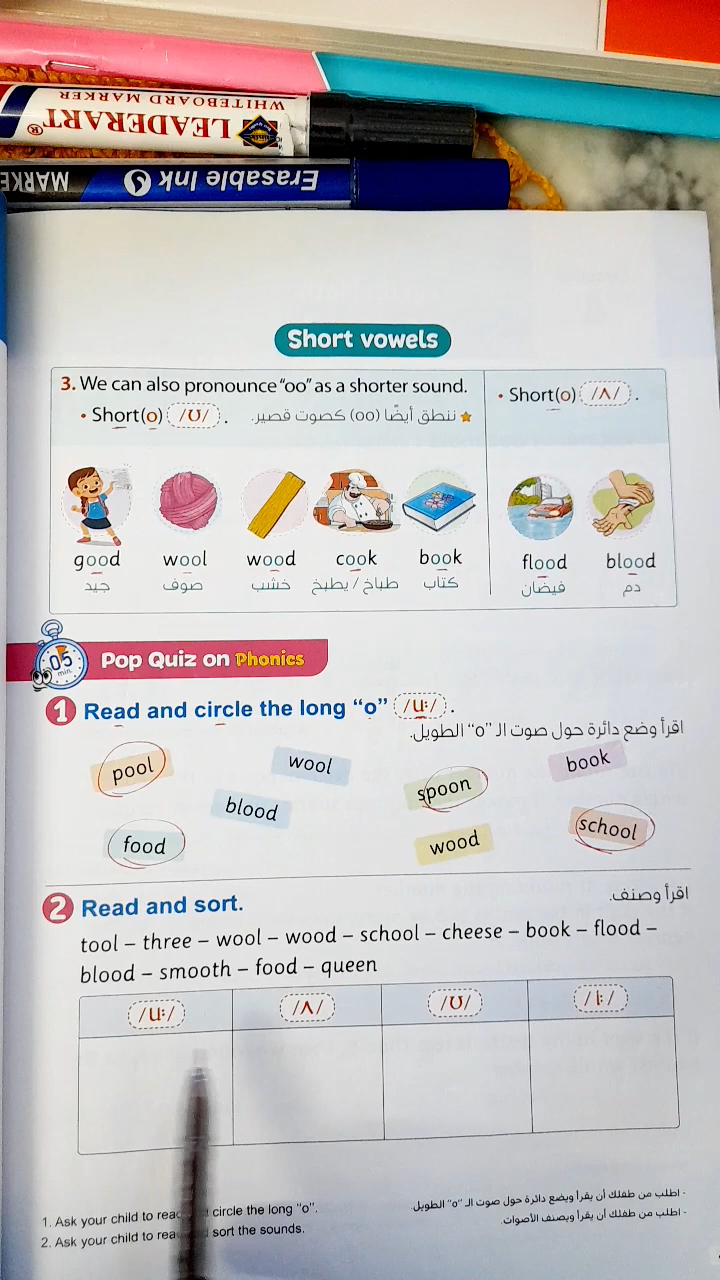 WHITEBOARD MARKER
LEADERART®
MARKE
Erasable Ink
Short vowels
3. We can also pronounce “oo” as a shorter sound.
• Short(o) /ʊ/ .
★ ننطق أيضًا (oo) كصوت قصير.
• Short(o) /ʌ/ .
good wool wood cook book flood blood
جيد صوف خشب طباخ / يطبخ كتاب فيضان دم
05 min.
Pop Quiz on Phonics
1 Read and circle the long “o” /u:/ .
اقرأ وضع دائرة حول صوت الـ “o” الطويل.
pool wool spoon book
blood
food wood school
2 Read and sort.
اقرأ وصنف.
tool – three – wool – wood – school – cheese – book – flood –
blood – smooth – food – queen
/u:/ /ʌ/ /ʊ/ /I:/
1. Ask your child to read circle the long “o”.
- اطلب من طفلك أن يقرأ ويضع دائرة حول صوت الـ “o” الطويل.
2. Ask your child to rea sort the sounds.
- اطلب من طفلك أن يقرأ ويصنف الأصوات.